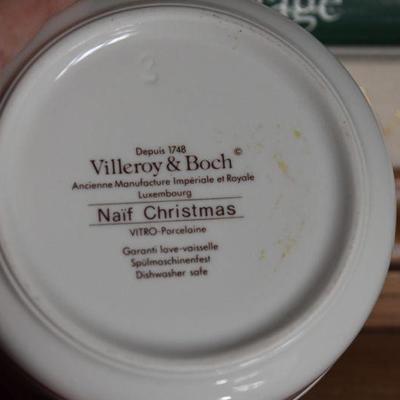 age
Depuis 1748
Villeroy & Boch ©
Ancienne Manufacture Impériale et Royale
Luxembourg
Naïf Christmas
VITRO-Porcelaine
Garanti lave-vaisselle
Spülmaschinenfest
Dishwasher safe